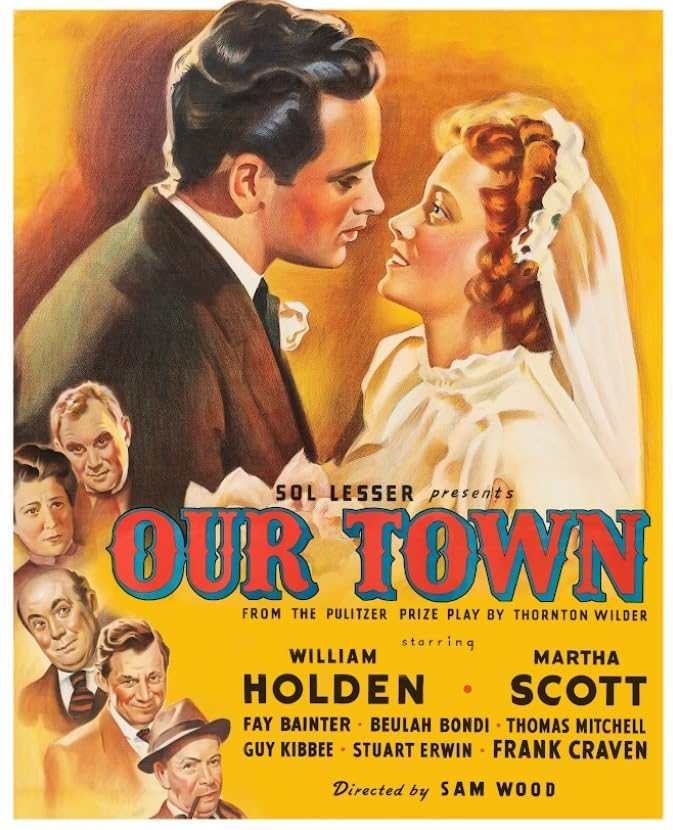 SOL LESSER presents
OUR TOWN
FROM THE PULITZER PRIZE PLAY BY THORNTON WILDER
starring
WILLIAM HOLDEN • MARTHA SCOTT
FAY BAINTER • BEULAH BONDI • THOMAS MITCHELL
GUY KIBBEE • STUART ERWIN • FRANK CRAVEN
Directed by SAM WOOD